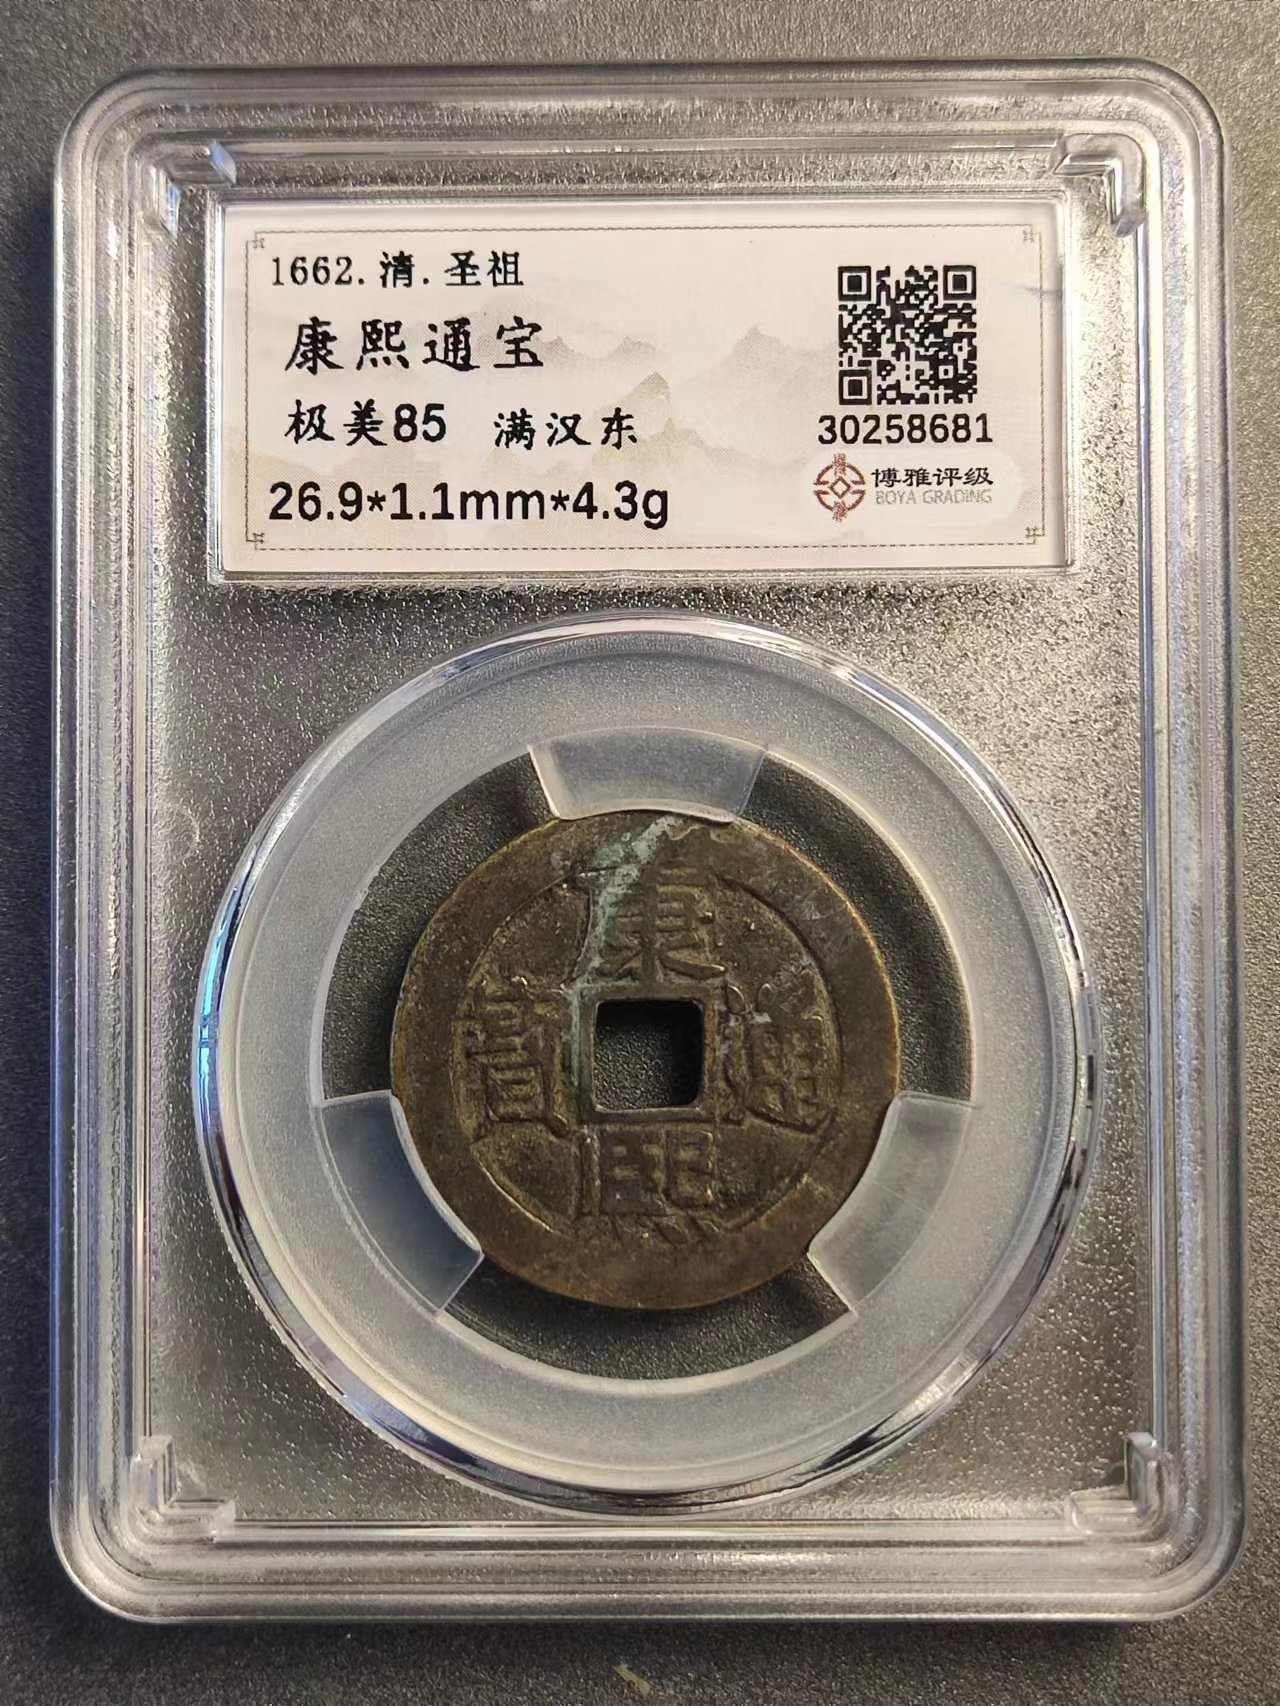 1662.清.圣祖
康熙通宝
极美85 满汉东
26.9*1.1mm*4.3g
30258681
博雅评级
BOYA GRADING
康熙通寶